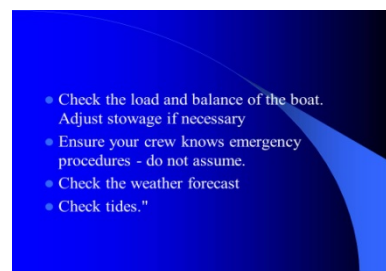 Check the load and balance of the boat.
Adjust stowage if necessary
Ensure your crew knows emergency
procedures - do not assume.
Check the weather forecast
Check tides."